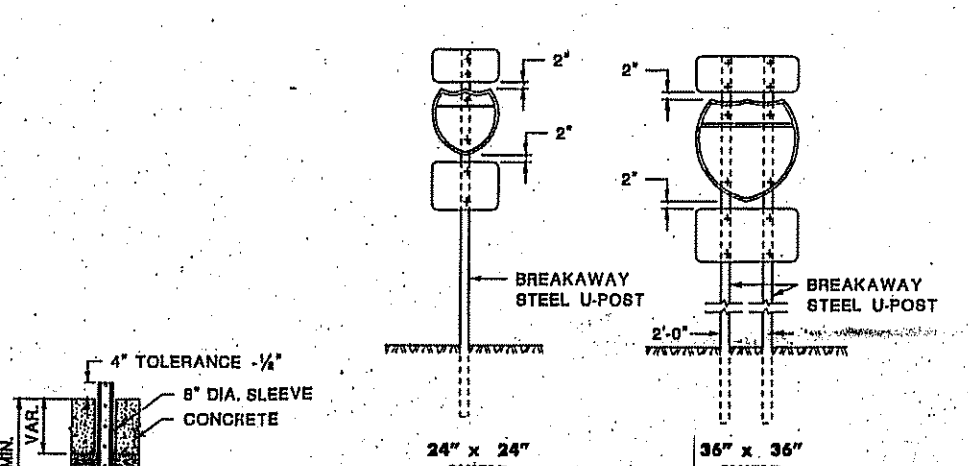 2"
2"
BREAKAWAY
STEEL U-POST
24" x 24"
2"
2"
BREAKAWAY
STEEL U-POST
2'-0"
36" x 36"
4" TOLERANCE -½"
8" DIA. SLEEVE
CONCRETE
VAR.
MIN.